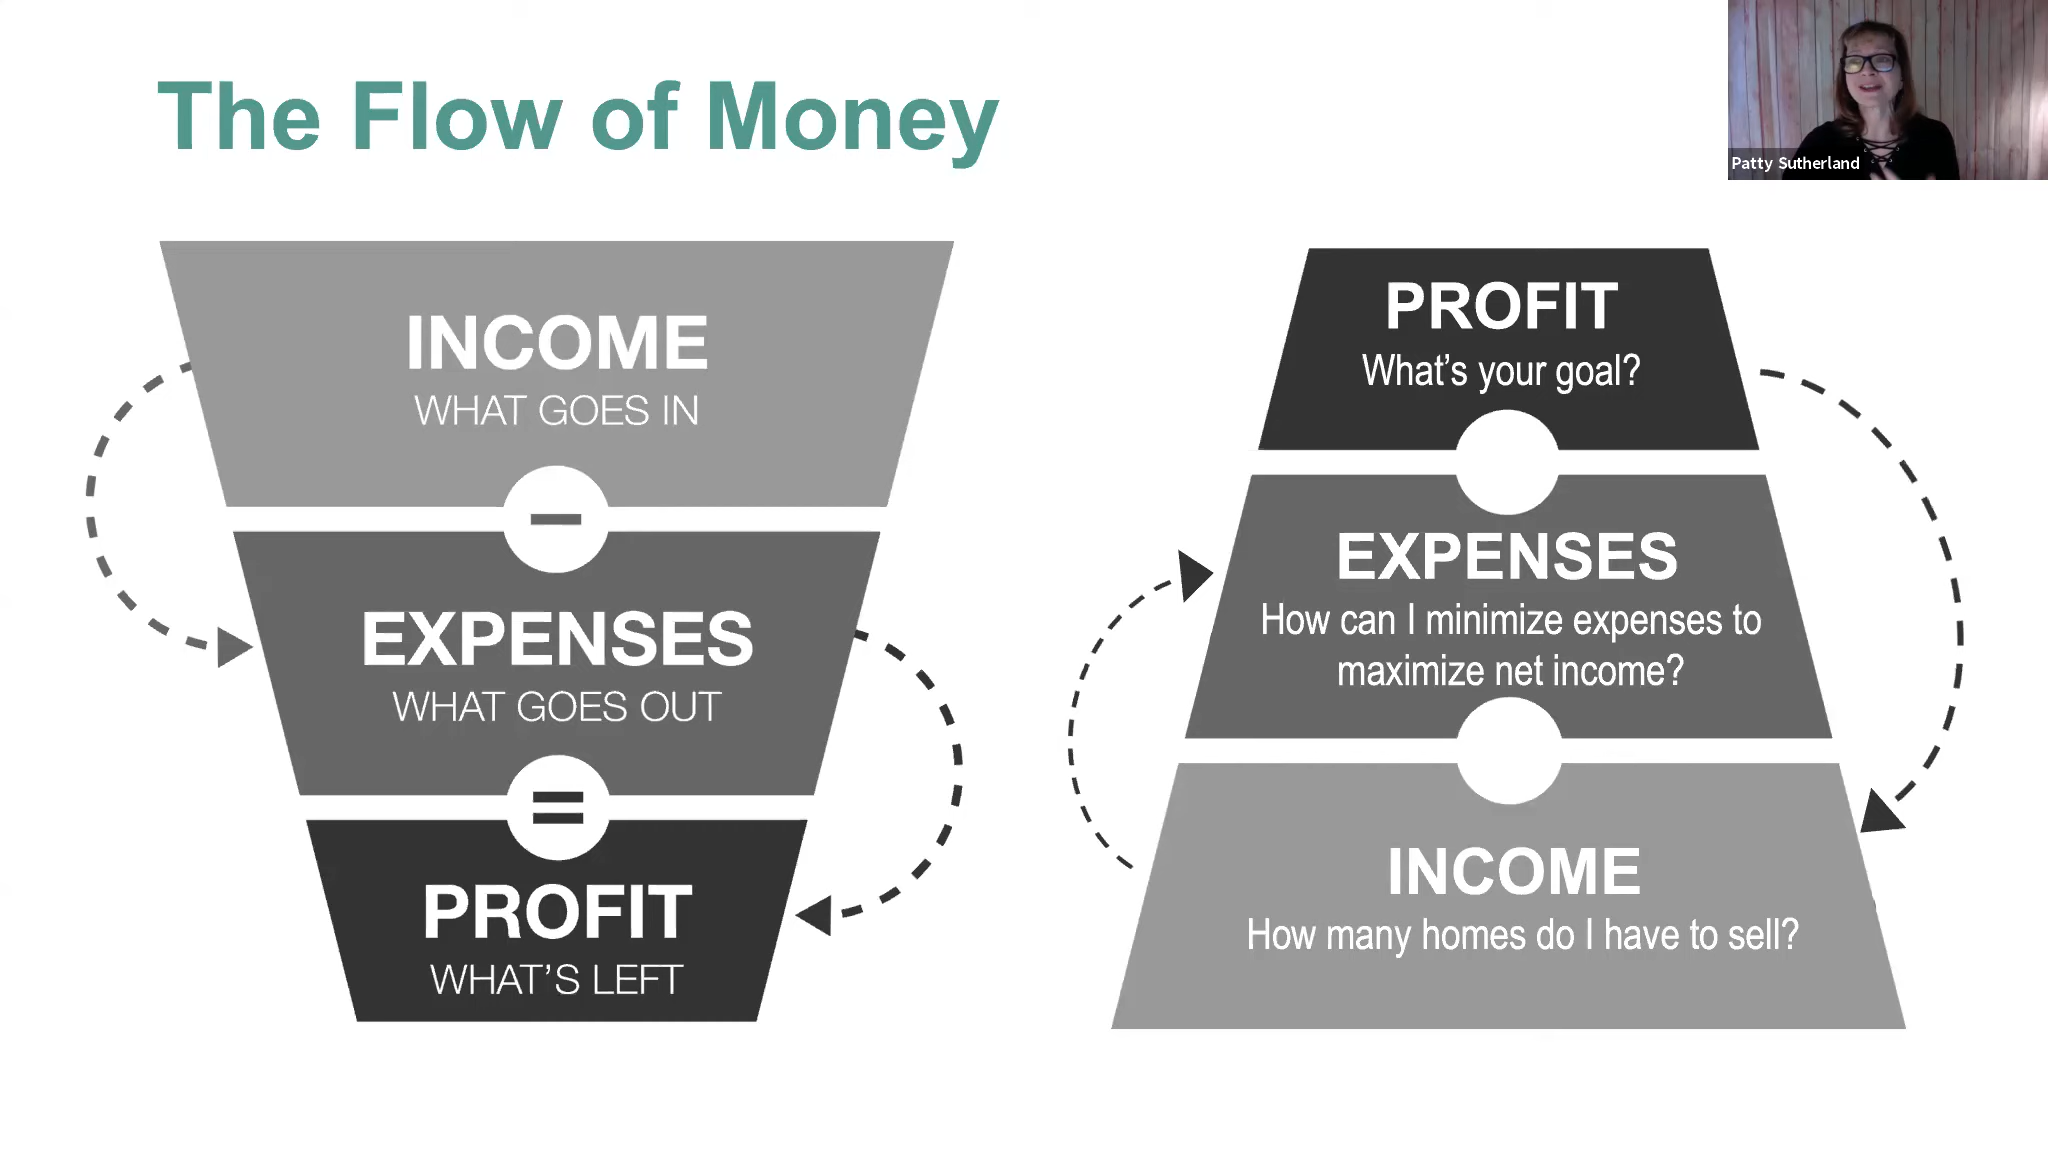 The Flow of Money
Patty Sutherland
INCOME
WHAT GOES IN
–
EXPENSES
WHAT GOES OUT
=
PROFIT
WHAT'S LEFT
PROFIT
What's your goal?
EXPENSES
How can I minimize expenses to
maximize net income?
INCOME
How many homes do I have to sell?